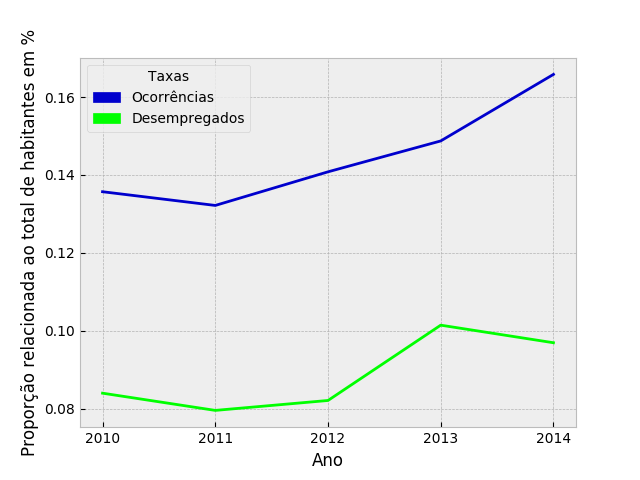 Proporção relacionada ao total de habitantes em %
Taxas
Ocorrências
Desempregados
0.16
0.14
0.12
0.10
0.08
2010 2011 2012 2013 2014
Ano